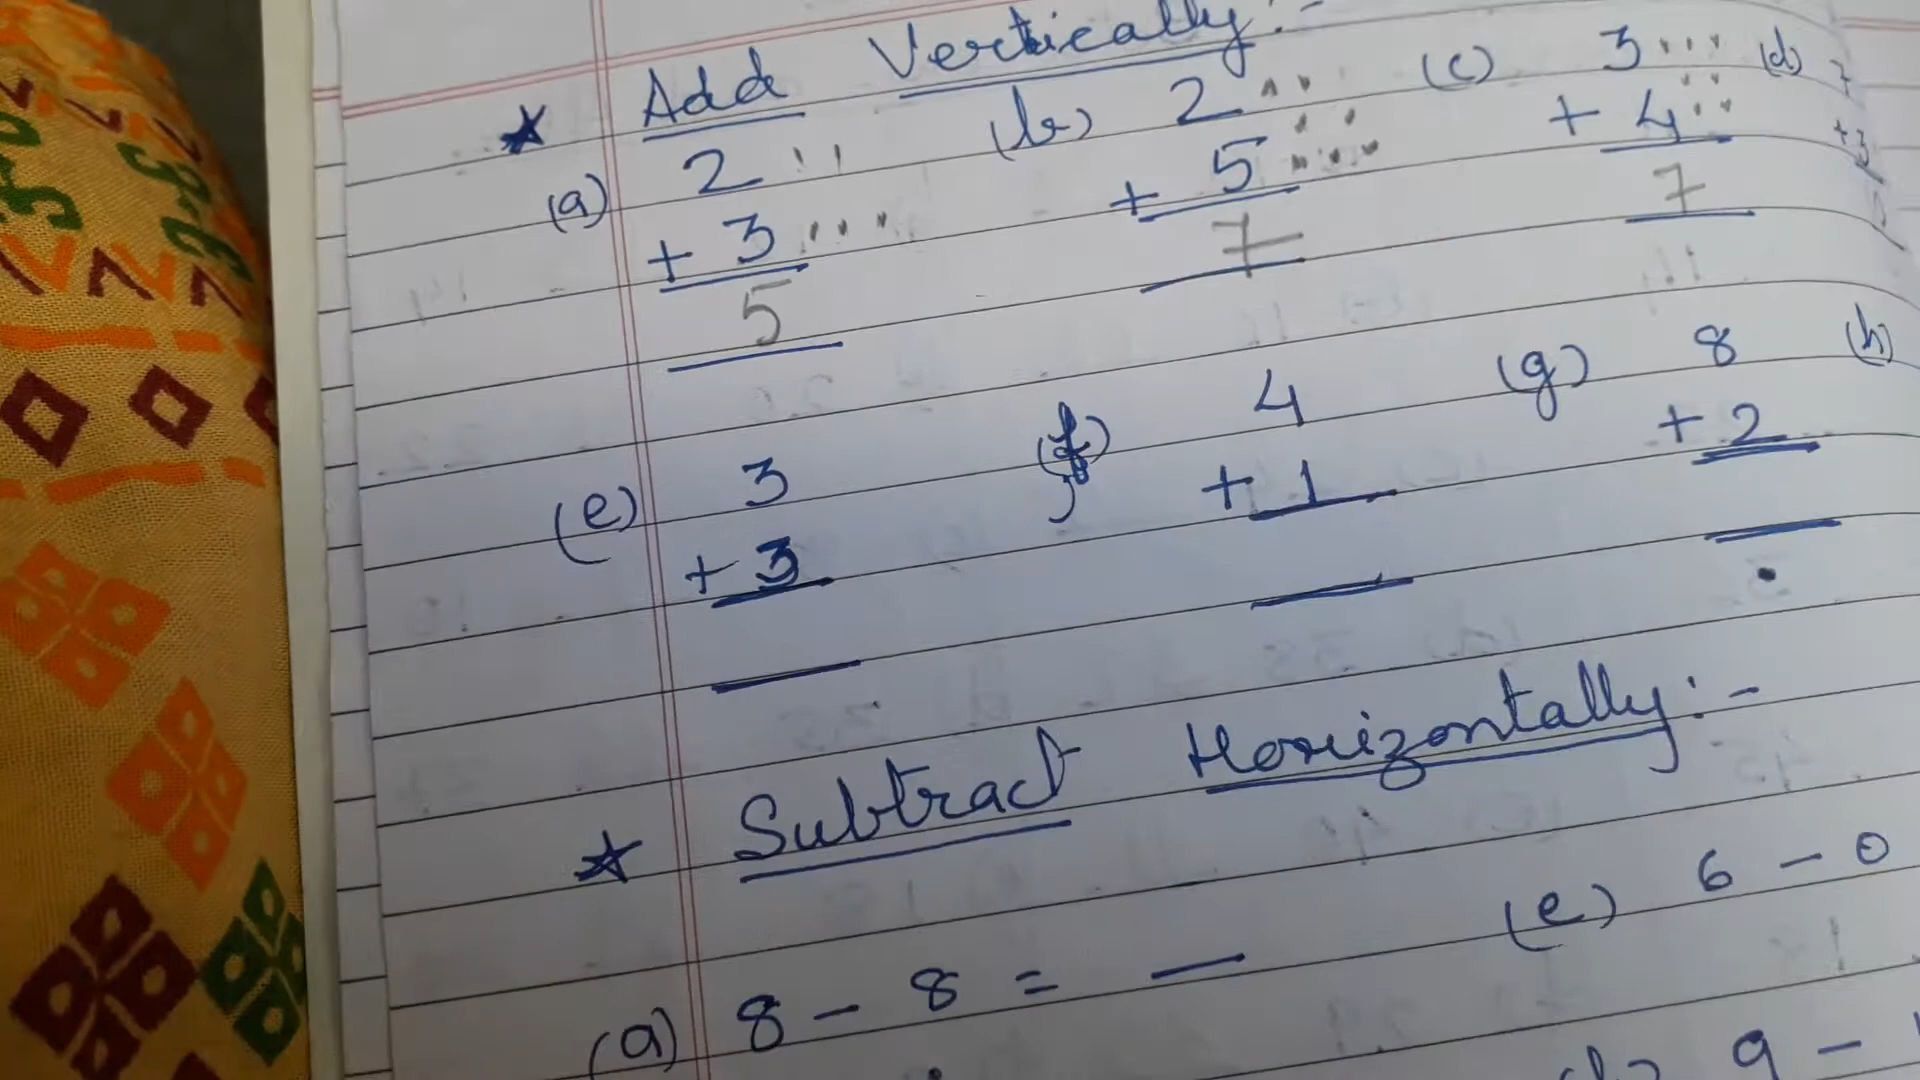 ★ Add Vertically:-
(a) 2 (b) 2 (c) 3 (d) 7
+ 3 + 5 + 4 + 3
5 7 7
(e) 3 (f) 4 (g) 8 (h)
+ 3 + 1 + 2
★ Subtract Horizontally:-
(a) 8 - 8 = __ (e) 6 - 0
9 -